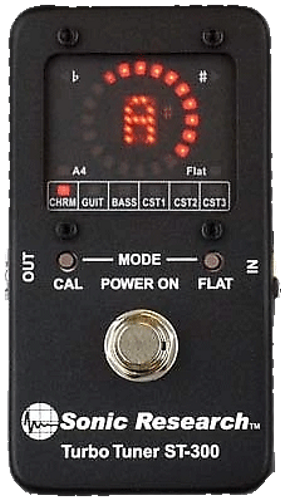 ♭ #
A #
A4 Flat
CHRM GUIT BASS CST1 CST2 CST3
OUT MODE IN
CAL POWER ON FLAT
Sonic Research™
Turbo Tuner ST-300